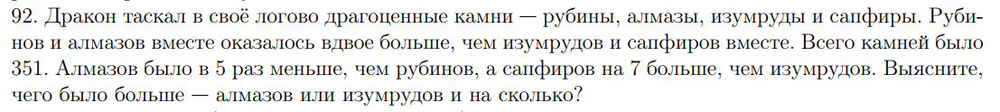 92. Дракон таскал в своё логово драгоценные камни — рубины, алмазы, изумруды и сапфиры. Руби-
нов и алмазов вместе оказалось вдвое больше, чем изумрудов и сапфиров вместе. Всего камней было
351. Алмазов было в 5 раз меньше, чем рубинов, а сапфиров на 7 больше, чем изумрудов. Выясните,
чего было больше — алмазов или изумрудов и на сколько?